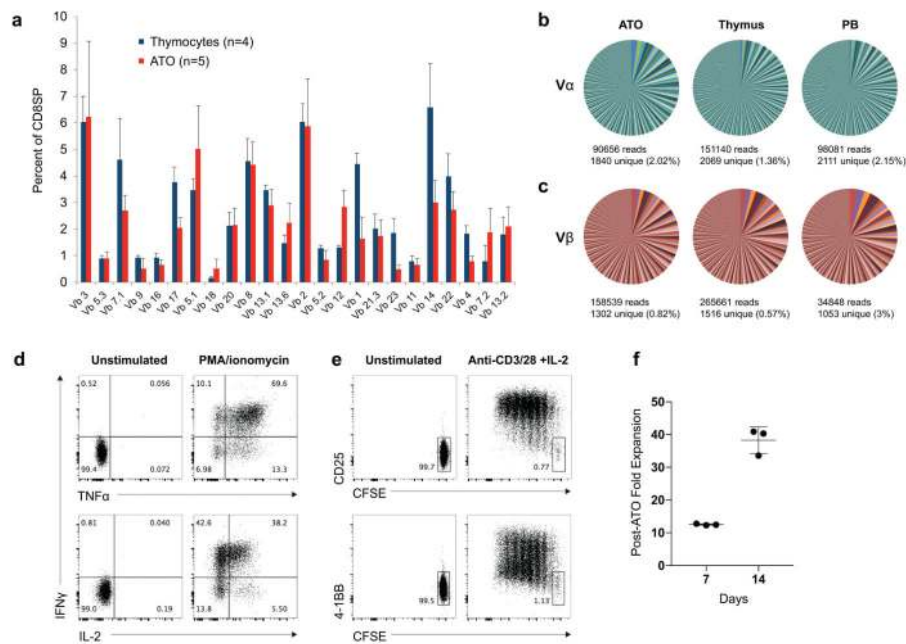 a
Percent of CD8SP
10
9
8
7
6
5
4
3
2
1
0
Thymocytes (n=4)
ATO (n=5)
Vb 3
Vb 5.3
Vb 7.1
Vb 9
Vb 16
Vb 17
Vb 5.1
Vb 18
Vb 20
Vb 8
Vb 13.1
Vb 13.6
Vb 2
Vb 5.2
Vb 12
Vb 1
Vb 21.3
Vb 23
Vb 11
Vb 14
Vb 22
Vb 4
Vb 7.2
Vb 13.2
b
ATO Thymus PB
Vα
90656 reads
1840 unique (2.02%)
151140 reads
2069 unique (1.36%)
98081 reads
2111 unique (2.15%)
c
Vβ
158539 reads
1302 unique (0.82%)
265661 reads
1516 unique (0.57%)
34848 reads
1053 unique (3%)
d
Unstimulated PMA/ionomycin
0.52 0.056
99.4 0.072
10.1 69.6
6.98 13.3
TNFα
0.81 0.040
99.0 0.19
42.6 38.2
13.8 5.50
IFNγ
IL-2
e
Unstimulated Anti-CD3/28 +IL-2
CD25
99.7
0.77
CFSE
4-1BB
99.5
1.13
CFSE
f
Post-ATO Fold Expansion
50
40
30
20
10
0
7 14
Days